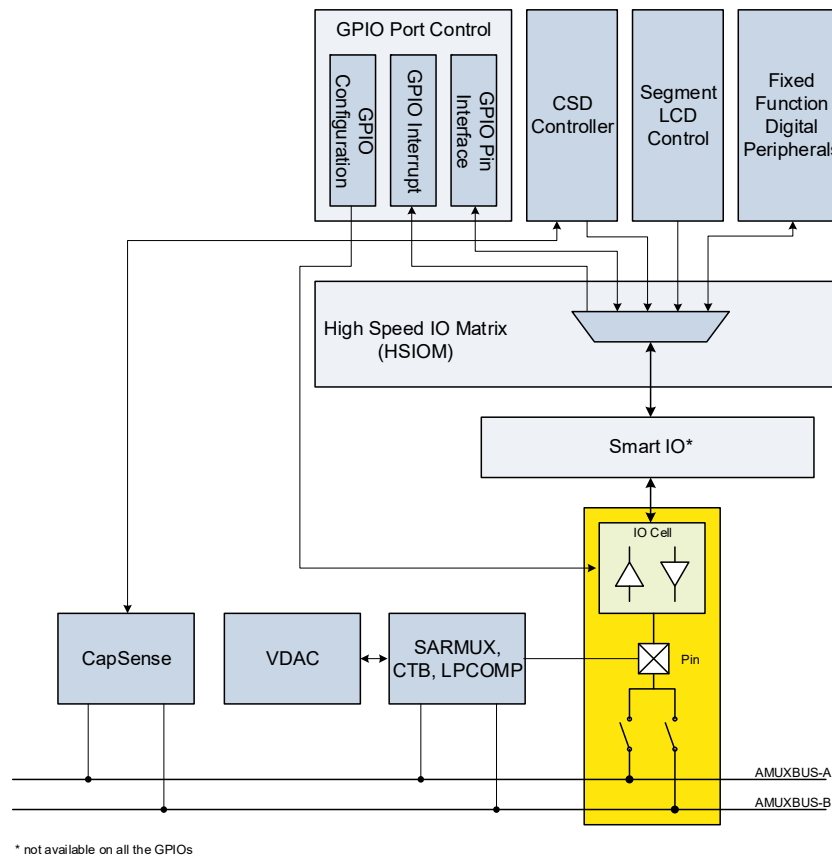 GPIO Port Control
GPIO
Configuration
GPIO Interrupt
GPIO Pin
Interface
CSD
Controller
Segment
LCD
Control
Fixed
Function
Digital
Peripherals
High Speed IO Matrix
(HSIOM)
Smart IO*
IO Cell
CapSense
VDAC
SARMUX,
CTB, LPCOMP
Pin
AMUXBUS-A
AMUXBUS-B
* not available on all the GPIOs